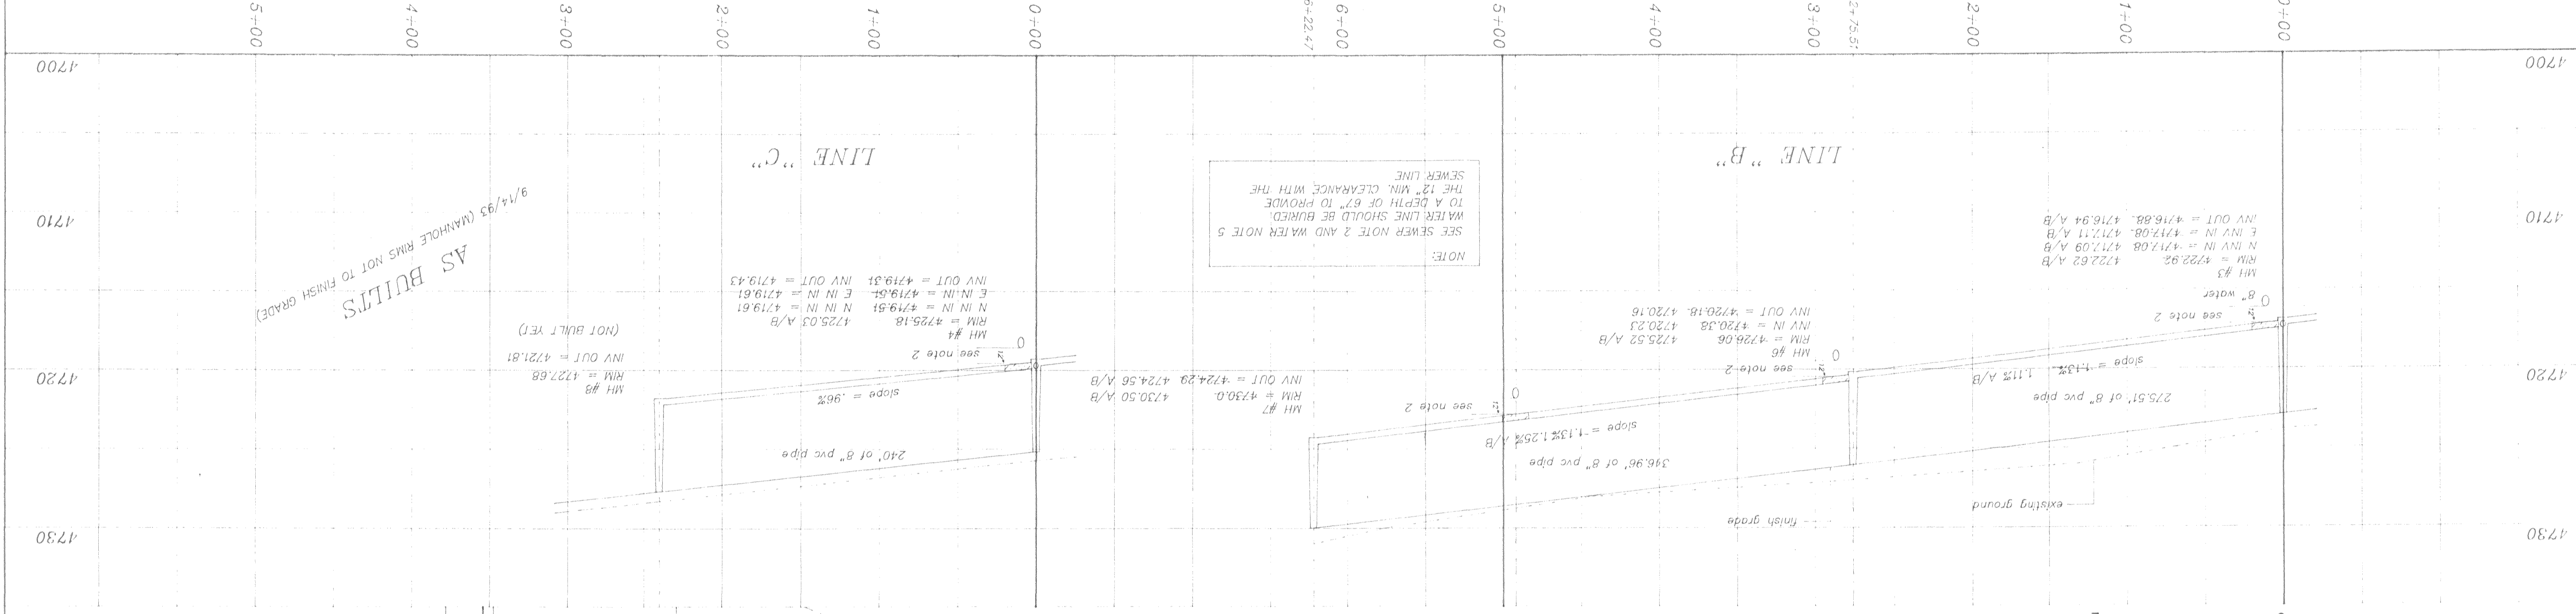 4730
existing ground
finish grade
275.51' of 8" pvc pipe
slope = 1.13% 1.11% A/B
346.96' of 8" pvc pipe
slope = 1.13% 1.25% A/B
4720
see note 2
12"
8" water
MH #3
RIM = 4722.92 4722.62 A/B
N INV IN = 4717.08 4717.09 A/B
E INV IN = 4717.08 4717.11 A/B
INV OUT = 4716.88 4716.94 A/B
see note 2
12"
MH #6
RIM = 4726.06 4725.52 A/B
INV IN = 4720.38 4720.23
INV OUT = 4720.18 4720.16
see note 2
12"
MH #7
RIM = 4730.0 4730.50 A/B
INV OUT = 4724.29 4724.56 A/B
4710
LINE "B"
NOTE:
SEE SEWER NOTE 2 AND WATER NOTE 5
WATER LINE SHOULD BE BURIED
TO A DEPTH OF 67" TO PROVIDE
THE 12" MIN. CLEARANCE WITH THE
SEWER LINE
4700
0+00
1+00
2+00
2+75.51
3+00
4+00
5+00
6+00
6+22.47
240' of 8" pvc pipe
slope = .96%
see note 2
12"
MH #4
RIM = 4725.18 4725.03 A/B
N IN IN = 4719.51 N IN IN = 4719.61
E IN IN = 4719.51 E IN IN = 4719.61
INV OUT = 4719.31 INV OUT = 4719.43
MH #8
RIM = 4727.68
INV OUT = 4721.81
(NOT BUILT YET)
LINE "C"
AS BUILTS
9/14/93 (MANHOLE RIMS NOT TO FINISH GRADE)
0+00
1+00
2+00
3+00
4+00
5+00
4730
4720
4710
4700